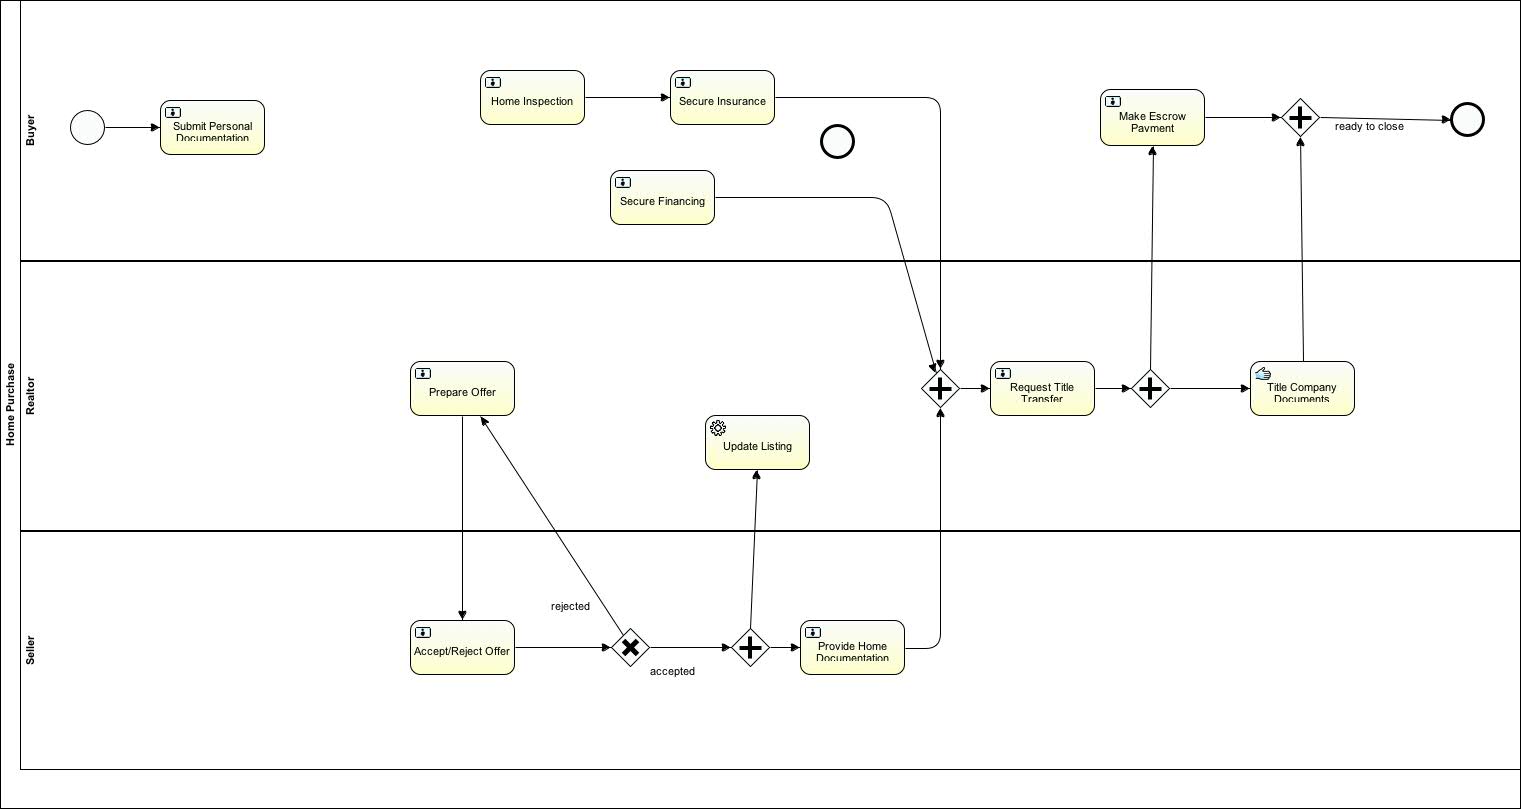 Home Purchase
Buyer
Submit Personal
Documentation
Home Inspection
Secure Insurance
Secure Financing
Make Escrow
Payment
ready to close
Realtor
Prepare Offer
Update Listing
Request Title
Transfer
Title Company
Documents
Seller
rejected
Accept/Reject Offer
accepted
Provide Home
Documentation